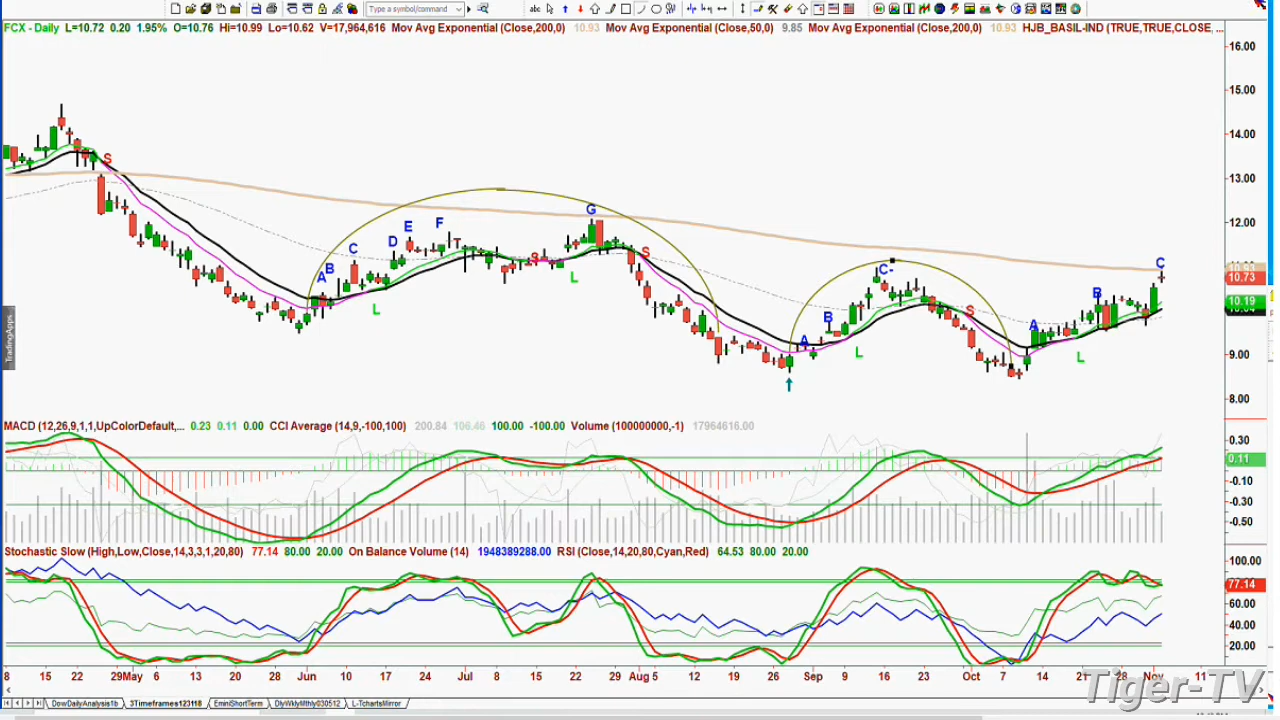 Type a symbol/command
abc
FCX - Daily L=10.72 0.20 1.95% O=10.76 Hi=10.99 Lo=10.62 V=17,964,616 Mov Avg Exponential (Close,200,0) 10.93 Mov Avg Exponential (Close,50,0) 9.85 Mov Avg Exponential (Close,200,0) 10.93 HJB_BASIL-IND (TRUE,TRUE,CLOSE, ...
16.00
15.00
14.00
S
13.00
G
12.00
F
E
D
C S
S C
A B L C- 10.73
L B 10.19
B S
A A
L L 9.00
8.00
TradingApps
MACD (12,26,9,1,1,UpColorDefault,... 0.23 0.11 0.00 CCI Average (14,9,-100,100) 200.84 106.46 100.00 -100.00 Volume (100000000,-1) 17964616.00
0.30
0.11
-0.10
-0.30
-0.50
Stochastic Slow (High,Low,Close,14,3,3,1,20,80) 77.14 80.00 20.00 On Balance Volume (14) 1948389288.00 RSI (Close,14,20,80,Cyan,Red) 64.53 80.00 20.00
100.00
77.14
60.00
40.00
20.00
8 15 22 29 May 6 13 20 28 Jun 10 17 24 Jul 8 15 22 29 Aug 5 12 19 26 Sep 9 16 23 Oct 7 14 21 28 Nov 11
Tiger-TV
DowDailyAnalysis1b 3Timeframes123118 EminiShortTerm DlyWklyMthly030512 L-TchartsMirror